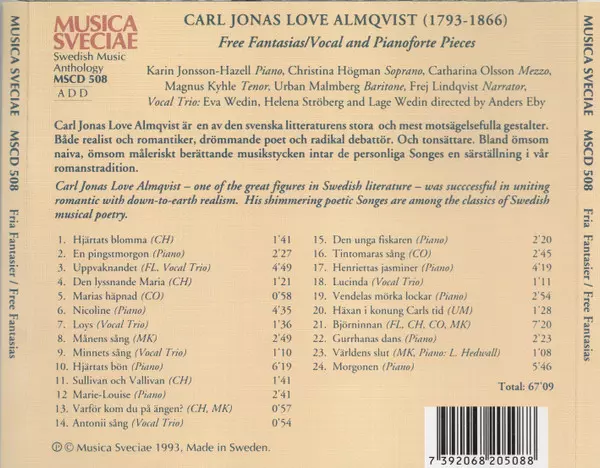 MUSICA SVECIAE MSCD 508 Fria Fantasier / Free Fantasias
MUSICA
SVECIAE
Swedish Music
Anthology
MSCD 508
ADD
CARL JONAS LOVE ALMQVIST (1793-1866)
Free Fantasias/Vocal and Pianoforte Pieces
Karin Jonsson-Hazell Piano, Christina Högman Soprano, Catharina Olsson Mezzo,
Magnus Kyhle Tenor, Urban Malmberg Baritone, Frej Lindqvist Narrator,
Vocal Trio: Eva Wedin, Helena Ströberg and Lage Wedin directed by Anders Eby
Carl Jonas Love Almqvist är en av den svenska litteraturens stora och mest motsägelsefulla gestalter.
Både realist och romantiker, drömmande poet och radikal debattör. Och tonsättare. Bland ömsom
naiva, ömsom måleriskt berättande musikstycken intar de personliga Songes en särställning i vår
romanstradition.
Carl Jonas Love Almqvist – one of the great figures in Swedish literature – was succcessful in uniting
romantic with down-to-earth realism. His shimmering poetic Songes are among the classics of Swedish
musical poetry.
1. Hjärtats blomma (CH) 1'41
2. En pingstmorgon (Piano) 2'27
3. Uppvaknandet (FL. Vocal Trio) 4'49
4. Den lyssnande Maria (CH) 1'21
5. Marias häpnad (CO) 0'58
6. Nicoline (Piano) 4'35
7. Loys (Vocal Trio) 1'36
8. Månens sång (MK) 2'49
9. Minnets sång (Vocal Trio) 1'10
10. Hjärtats bön (Piano) 6'19
11. Sullivan och Vallivan (CH) 1'41
12 Marie-Louise (Piano) 2'41
13. Varför kom du på ängen? (CH, MK) 0'57
14. Antonii sång (Vocal Trio) 0'54
15. Den unga fiskaren (Piano) 2'20
16. Tintomaras sång (CO) 2'45
17. Henriettas jasminer (Piano) 4'19
18. Lucinda (Vocal Trio) 1'11
19. Vendelas mörka lockar (Piano) 2'54
20. Häxan i konung Carls tid (UM) 1'28
21. Björninnan (FL, CH, CO, MK) 7'20
22. Gurrhanas dans (Piano) 2'23
23. Världens slut (MK, Piano: L. Hedwall) 1'08
24. Morgonen (Piano) 5'46
Total: 67'09
℗ © Musica Sveciae 1993, Made in Sweden.
7 392068 205088
MUSICA SVECIAE MSCD 508 Fria Fantasier / Free Fantasias